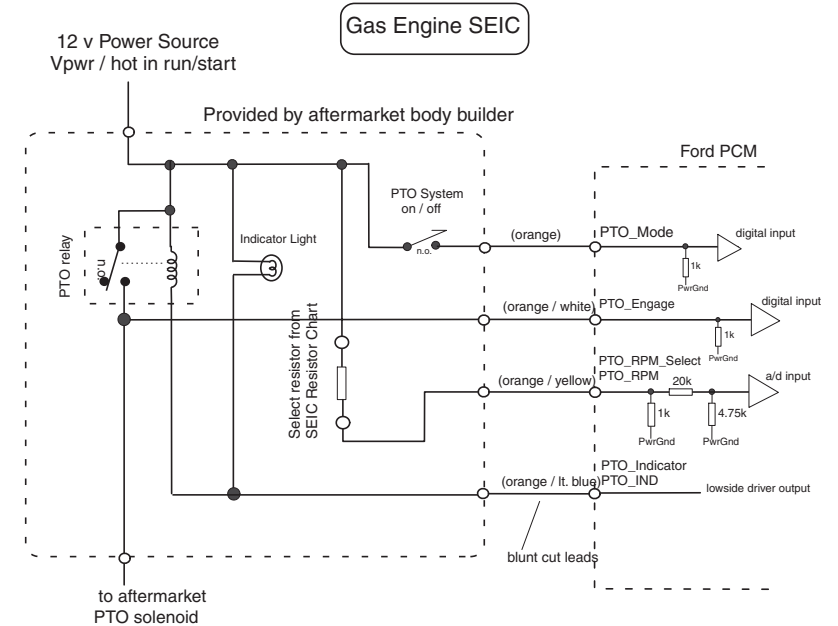 Gas Engine SEIC
12 v Power Source
Vpwr / hot in run/start
Provided by aftermarket body builder
Ford PCM
PTO System
on / off
n.o.
(orange)
PTO_Mode
digital input
1k
PwrGnd
PTO relay
n.o.
Indicator Light
(orange / white)
PTO_Engage
digital input
1k
PwrGnd
Select resistor from
SEIC Resistor Chart
(orange / yellow)
PTO_RPM_Select
PTO_RPM
20k
a/d input
1k
4.75k
PwrGnd
PwrGnd
(orange / lt. blue)
PTO_Indicator
PTO_IND
lowside driver output
blunt cut leads
to aftermarket
PTO solenoid